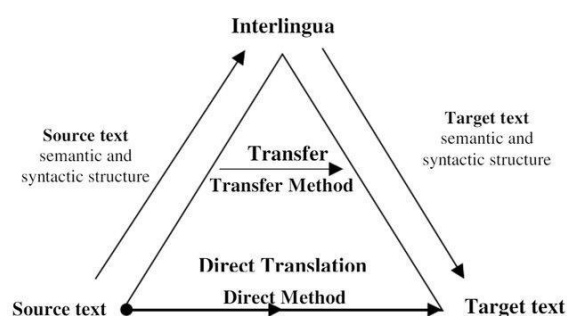 Interlingua
Source text
semantic and
syntactic structure
Target text
semantic and
syntactic structure
Transfer
Transfer Method
Direct Translation
Direct Method
Source text
Target text